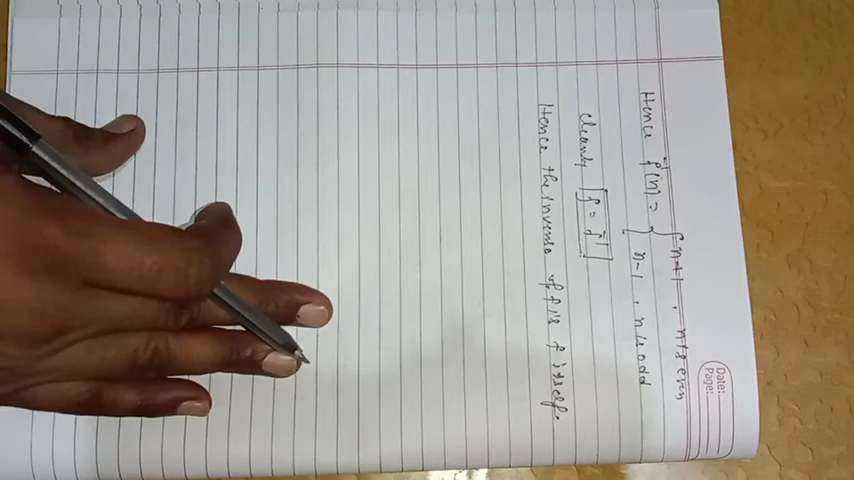 Date:
Page:
Hence f⁻¹(n) = { n+1 , n is even
n-1 , n is odd
Clearly f = f⁻¹
Hence the inverse of f is f itself.